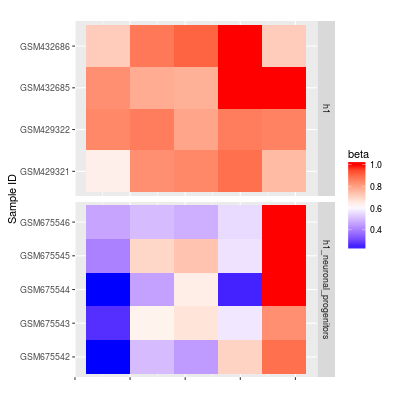 Sample ID
GSM432686
GSM432685
GSM429322
GSM429321
h1
GSM675546
GSM675545
GSM675544
GSM675543
GSM675542
h1_neuronal_progenitors
beta
1.0
0.8
0.6
0.4